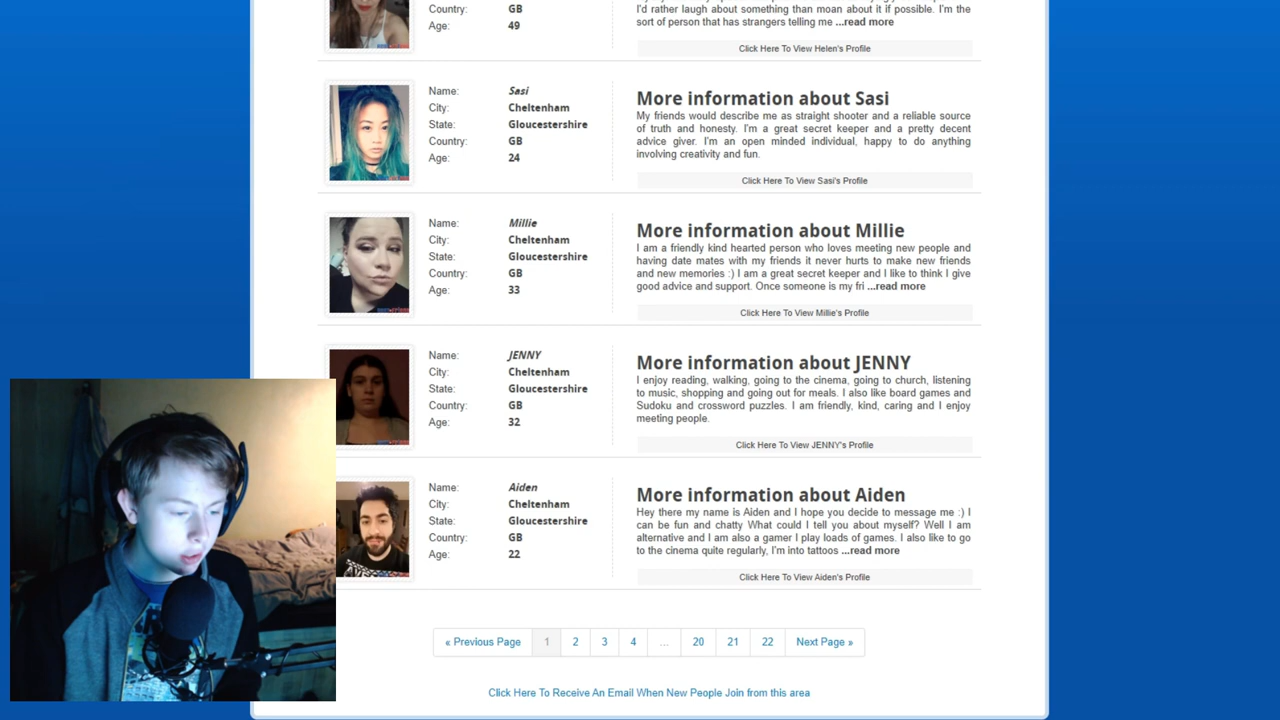 Country: GB
I'd rather laugh about something than moan about it if possible. I'm the
Age: 49
sort of person that has strangers telling me ...read more
Click Here To View Helen's Profile
Name: Sasi
City: Cheltenham
State: Gloucestershire
Country: GB
Age: 24
More information about Sasi
My friends would describe me as straight shooter and a reliable source
of truth and honesty. I'm a great secret keeper and a pretty decent
advice giver. I'm an open minded individual, happy to do anything
involving creativity and fun.
Click Here To View Sasi's Profile
Name: Millie
City: Cheltenham
State: Gloucestershire
Country: GB
Age: 33
More information about Millie
I am a friendly kind hearted person who loves meeting new people and
having date mates with my friends it never hurts to make new friends
and new memories :) I am a great secret keeper and I like to think I give
good advice and support. Once someone is my fri ...read more
Click Here To View Millie's Profile
Name: JENNY
City: Cheltenham
State: Gloucestershire
Country: GB
Age: 32
More information about JENNY
I enjoy reading, walking, going to the cinema, going to church, listening
to music, shopping and going out for meals. I also like board games and
Sudoku and crossword puzzles. I am friendly, kind, caring and I enjoy
meeting people.
Click Here To View JENNY's Profile
Name: Aiden
City: Cheltenham
State: Gloucestershire
Country: GB
Age: 22
More information about Aiden
Hey there my name is Aiden and I hope you decide to message me :) I
can be fun and chatty What could I tell you about myself? Well I am
alternative and I am also a gamer I play loads of games. I also like to go
to the cinema quite regularly, I'm into tattoos ...read more
Click Here To View Aiden's Profile
« Previous Page 1 2 3 4 ... 20 21 22 Next Page »
Click Here To Receive An Email When New People Join from this area